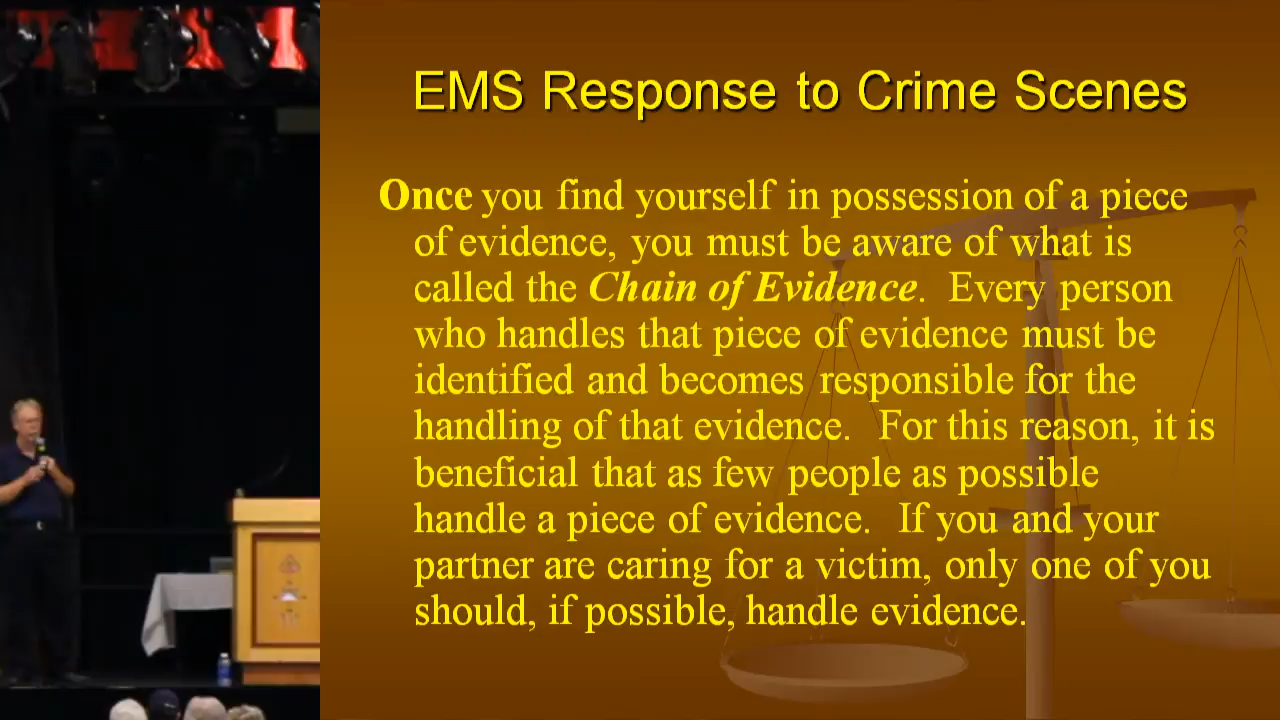 EMS Response to Crime Scenes
Once you find yourself in possession of a piece
of evidence, you must be aware of what is
called the Chain of Evidence. Every person
who handles that piece of evidence must be
identified and becomes responsible for the
handling of that evidence. For this reason, it is
beneficial that as few people as possible
handle a piece of evidence. If you and your
partner are caring for a victim, only one of you
should, if possible, handle evidence.